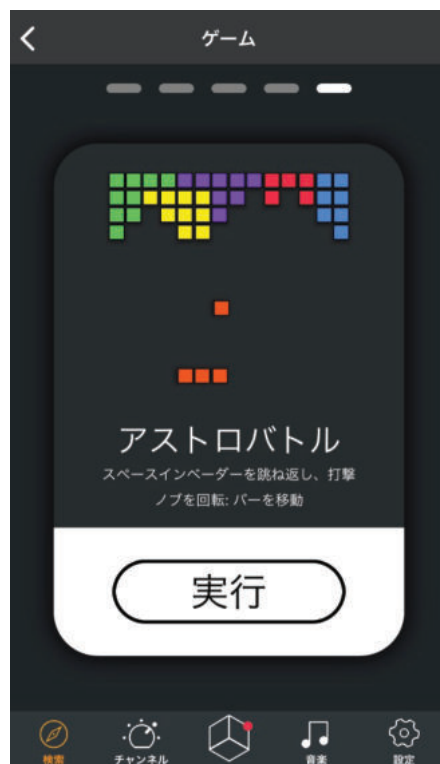 ゲーム
アストロバトル
スペースインベーダーを跳ね返し、打撃
ノブを回転: バーを移動
実行
検索
チャンネル
音楽
設定